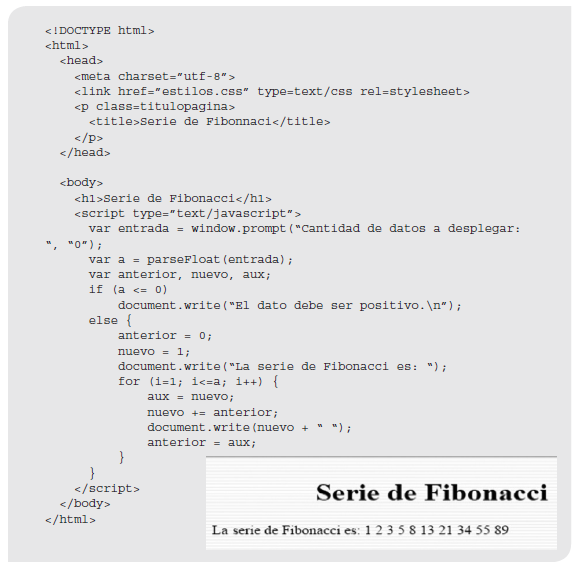 <!DOCTYPE html>
<html>
<head>
<meta charset=”utf-8”>
<link href=”estilos.css” type=text/css rel=stylesheet>
<p class=titulopagina>
<title>Serie de Fibonnaci</title>
</p>
</head>
<body>
<h1>Serie de Fibonacci</h1>
<script type=”text/javascript”>
var entrada = window.prompt(“Cantidad de datos a desplegar:
“, “0”);
var a = parseFloat(entrada);
var anterior, nuevo, aux;
if (a <= 0)
document.write(“El dato debe ser positivo.\n”);
else {
anterior = 0;
nuevo = 1;
document.write(“La serie de Fibonacci es: “);
for (i=1; i<=a; i++) {
aux = nuevo;
nuevo += anterior;
document.write(nuevo + “ “);
anterior = aux;
}
}
</script>
</body>
</html>
Serie de Fibonacci
La serie de Fibonacci es: 1 2 3 5 8 13 21 34 55 89